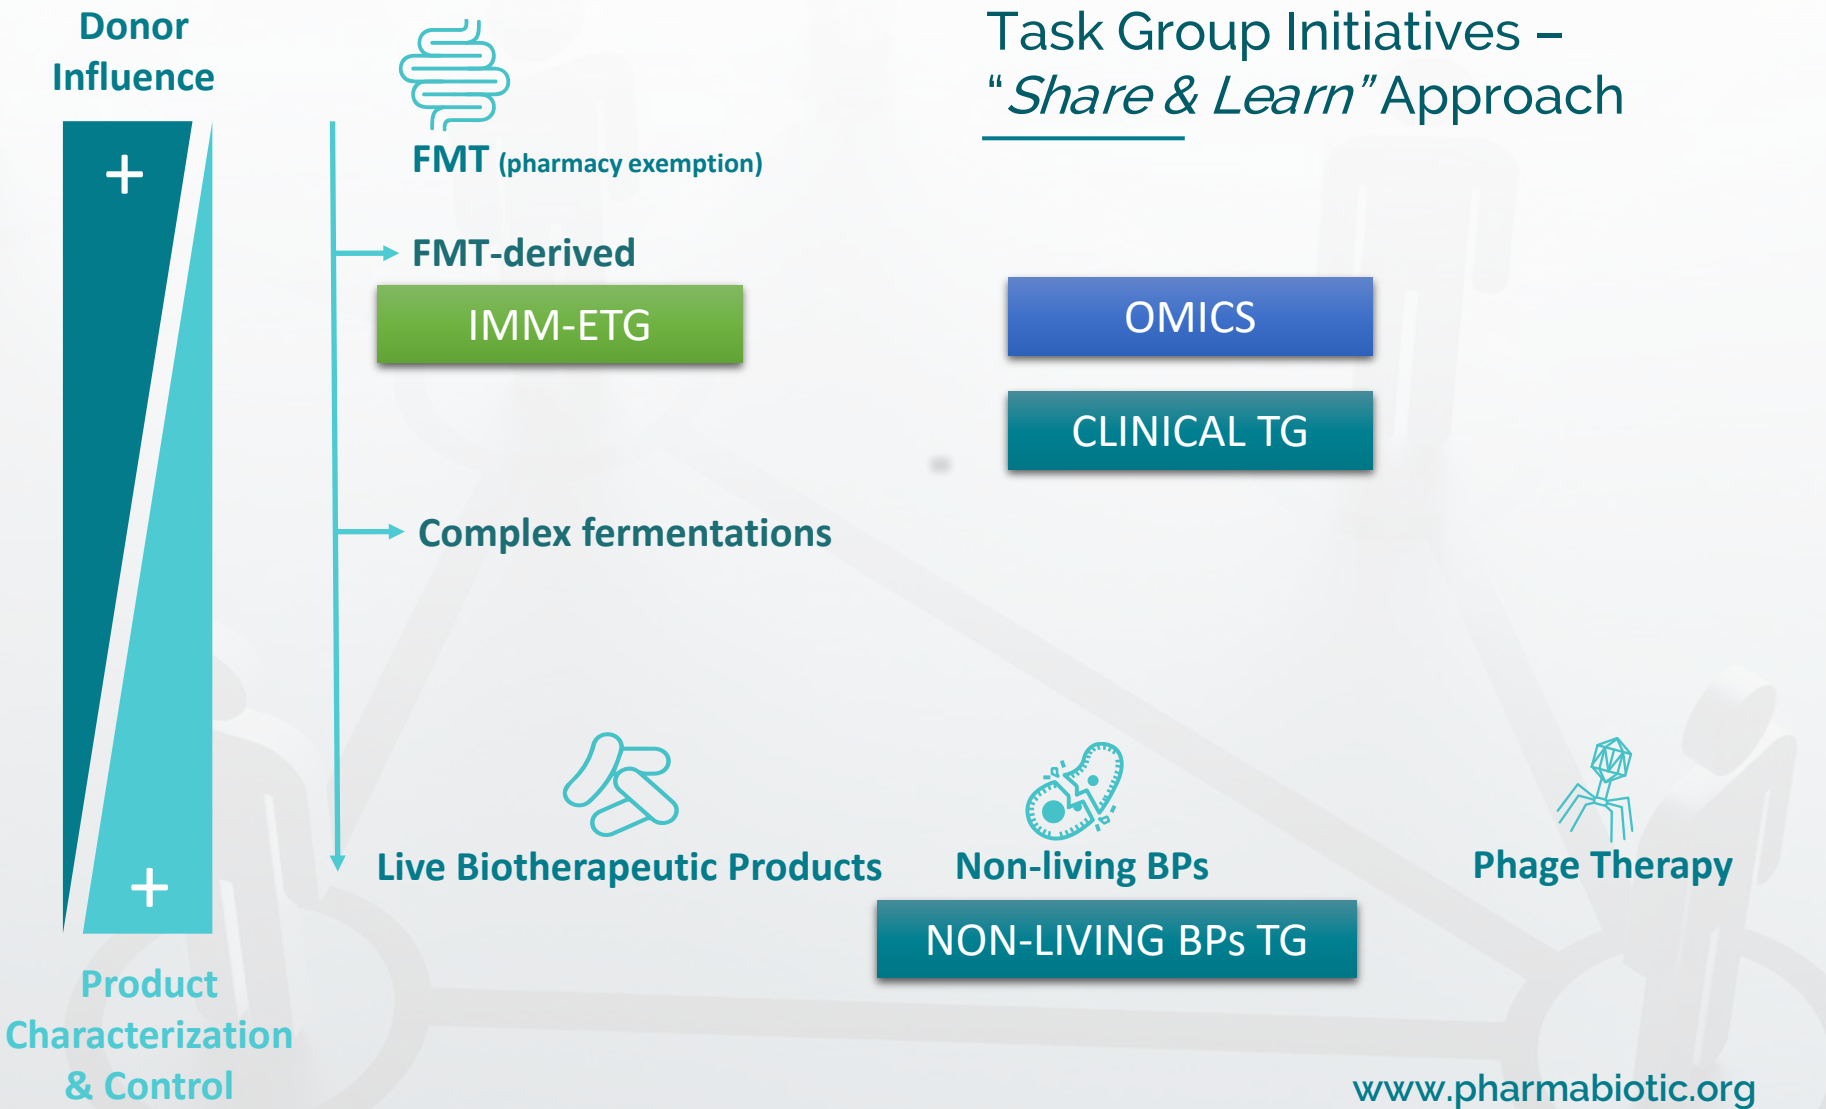 Donor
Influence
Task Group Initiatives –
“Share & Learn” Approach
+
FMT (pharmacy exemption)
FMT-derived
IMM-ETG
OMICS
CLINICAL TG
Complex fermentations
Live Biotherapeutic Products
Non-living BPs
Phage Therapy
+
NON-LIVING BPs TG
Product
Characterization
& Control
www.pharmabiotic.org